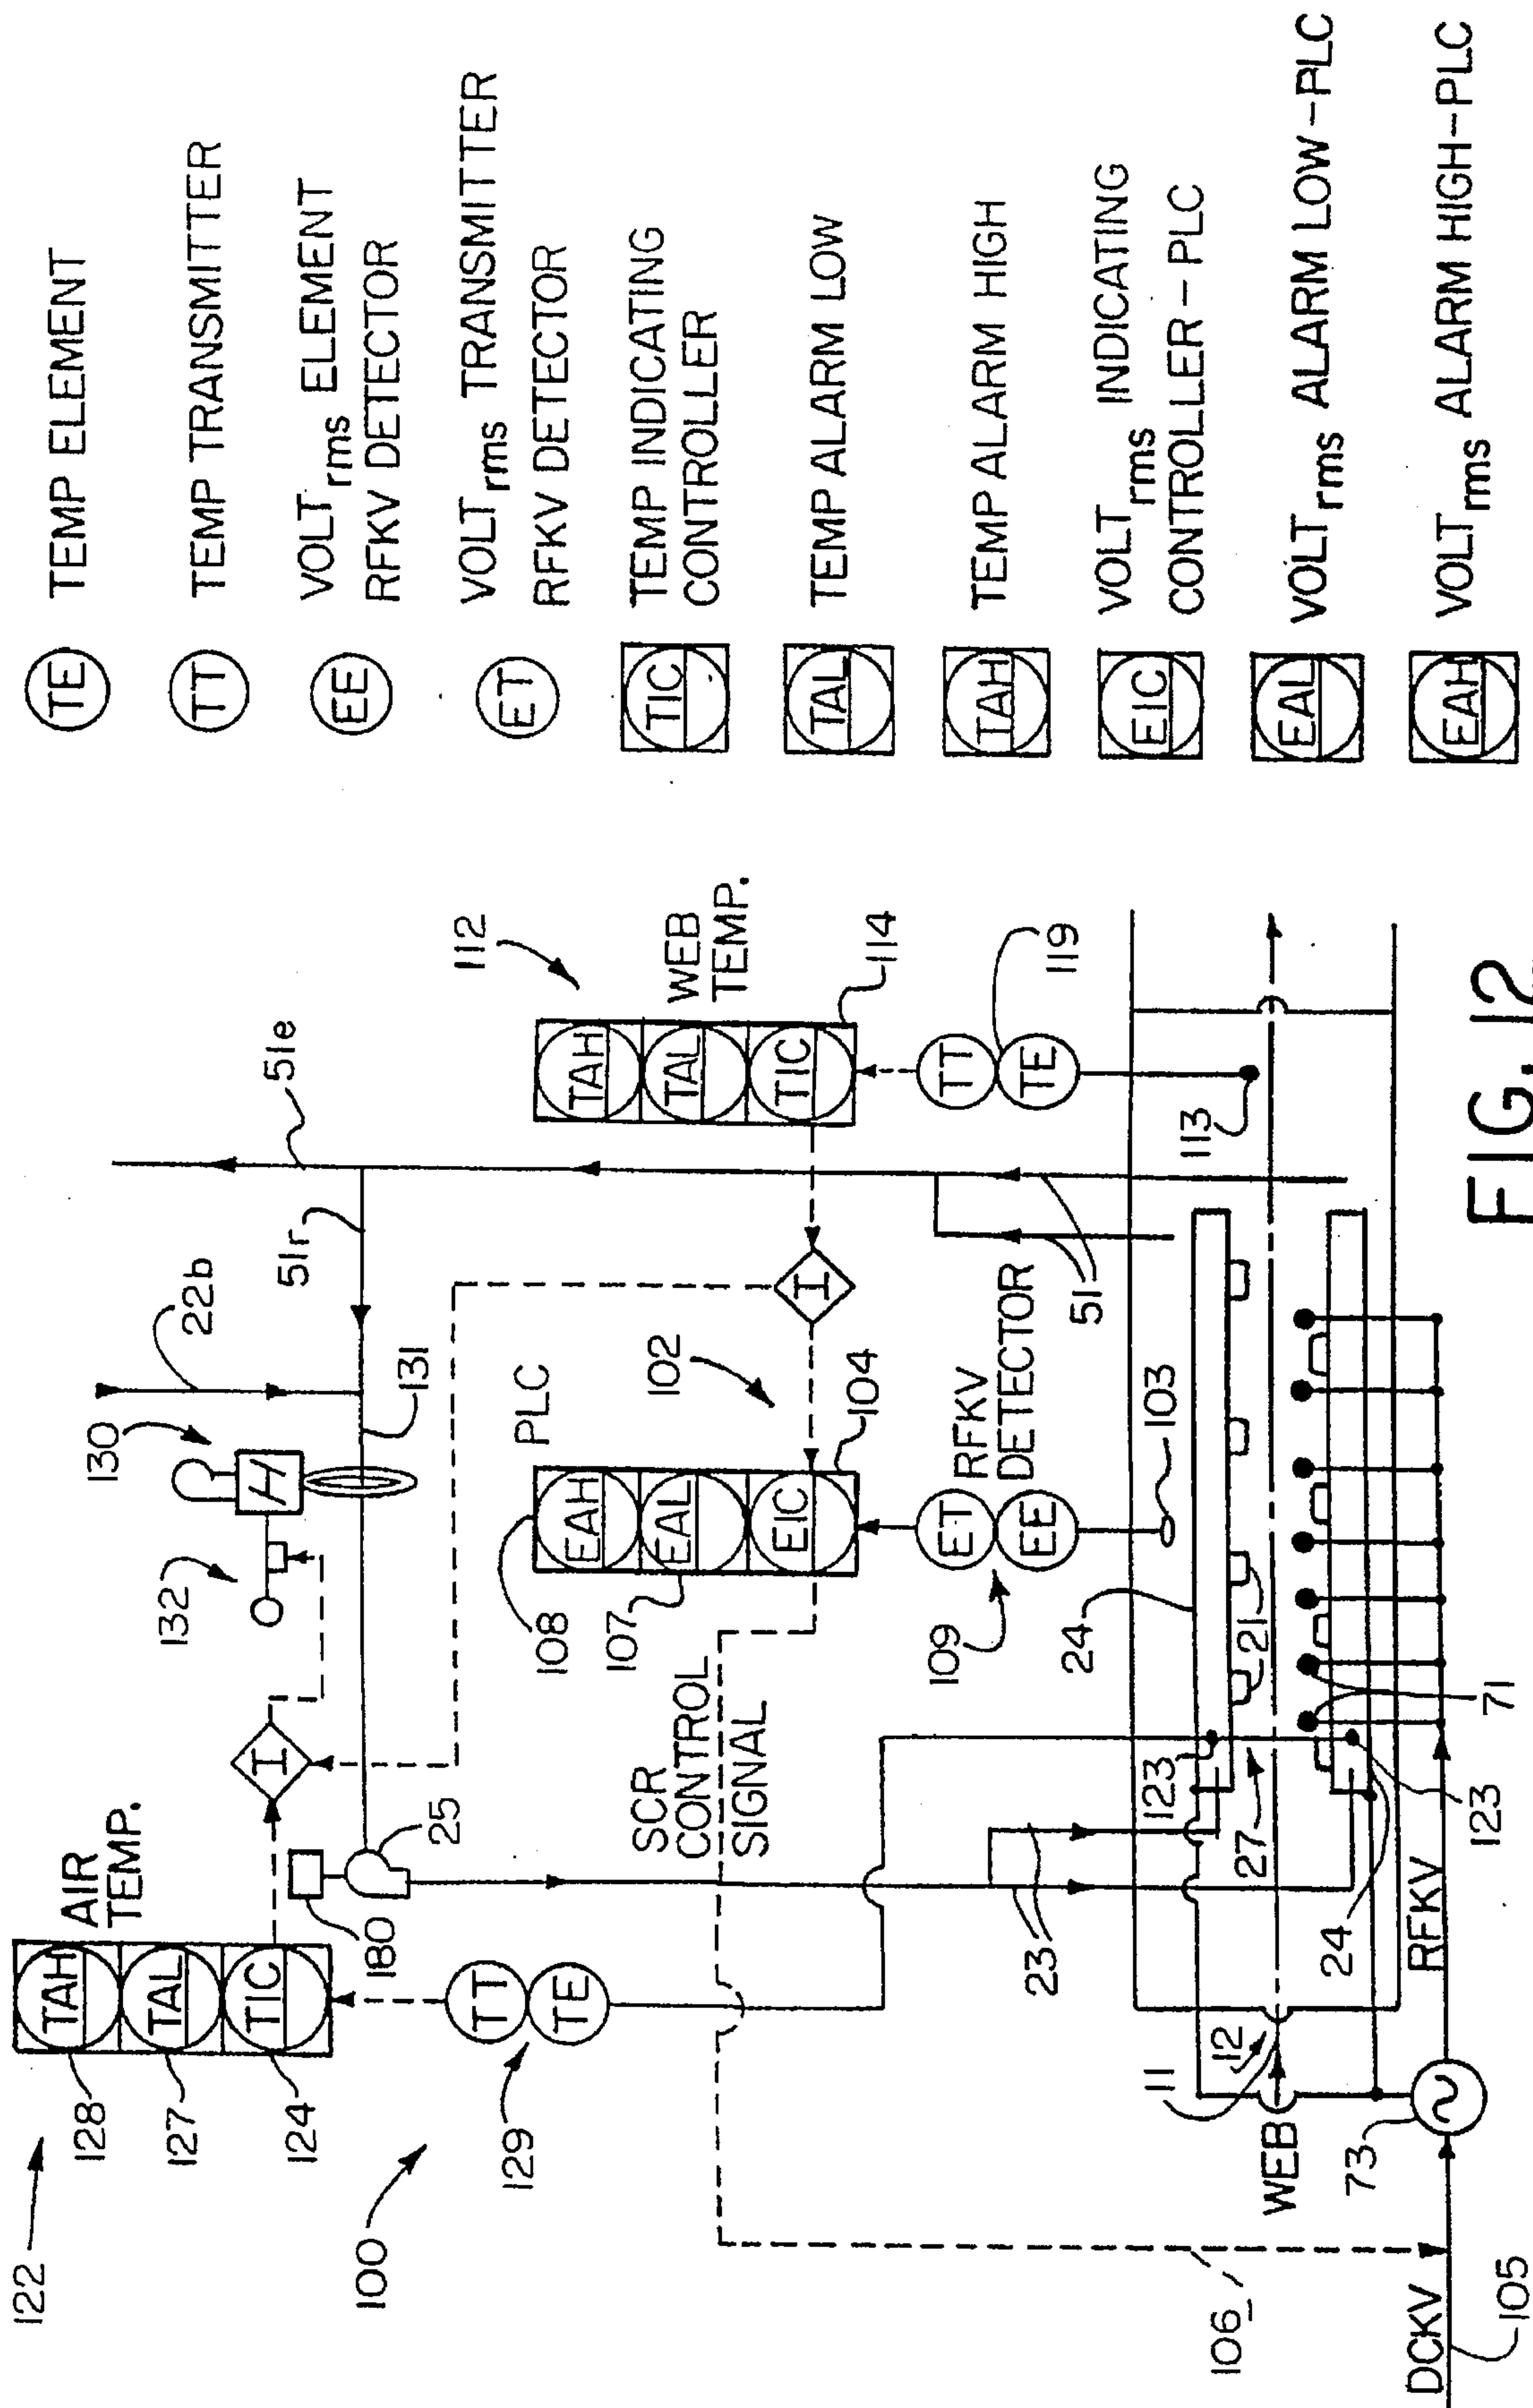 122
128
127
124
TAH
TAL
TIC
AIR
TEMP.
100
129
TT
TE
180
25
I
132
130
H
22b
131
51r
51e
112
WEB
TEMP.
TAH
TAL
TIC
114
TT
TE
119
113
I
PLC
102
108
107
EAH
EAL
EIC
104
SCR
CONTROL
SIGNAL
109
ET
EE
RFKV
DETECTOR
103
51
23
24
123
21
27
11
12
WEB
24
71
123
73
RFKV
106
DCKV
105
FIG. 12
TE TEMP ELEMENT
TT TEMP TRANSMITTER
EE VOLTrms ELEMENT
RFKV DETECTOR
ET VOLTrms TRANSMITTER
RFKV DETECTOR
TIC TEMP INDICATING
CONTROLLER
TAL TEMP ALARM LOW
TAH TEMP ALARM HIGH
EIC VOLTrms INDICATING
CONTROLLER-PLC
EAL VOLTrms ALARM LOW-PLC
EAH VOLTrms ALARM HIGH-PLC